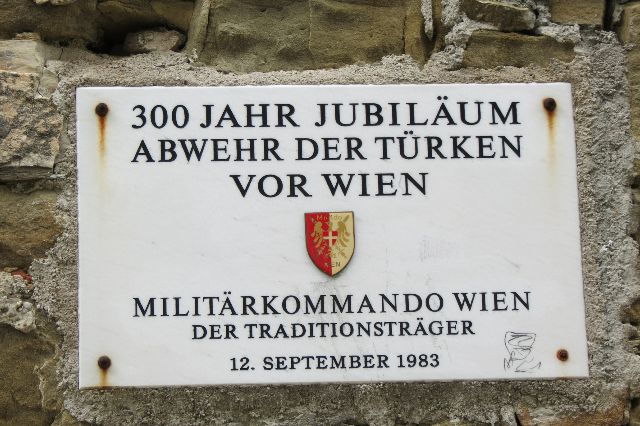 300 JAHR JUBILÄUM
ABWEHR DER TÜRKEN
VOR WIEN
MILITÄRKOMMANDO WIEN
DER TRADITIONSTRÄGER
12. SEPTEMBER 1983